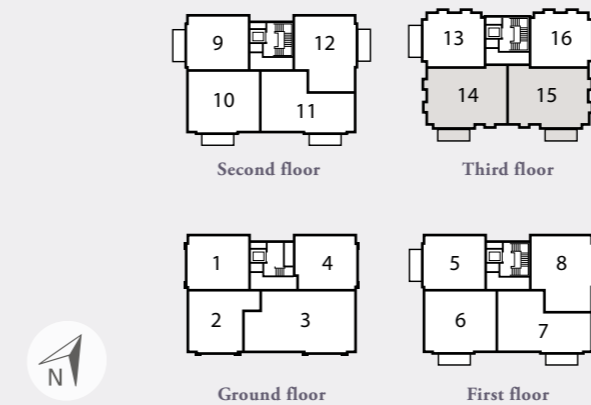 9 12
10 11
Second floor
13 16
14 15
Third floor
1 4
2 3
Ground floor
5 8
6 7
First floor
N